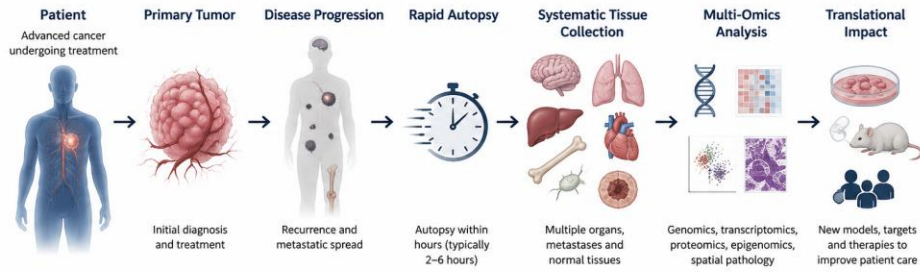 Patient
Advanced cancer
undergoing treatment
Primary Tumor
Initial diagnosis
and treatment
Disease Progression
Recurrence and
metastatic spread
Rapid Autopsy
Autopsy within
hours (typically
2–6 hours)
Systematic Tissue
Collection
Multiple organs,
metastases and
normal tissues
Multi-Omics
Analysis
Genomics, transcriptomics,
proteomics, epigenomics,
spatial pathology
Translational
Impact
New models, targets
and therapies to
improve patient care